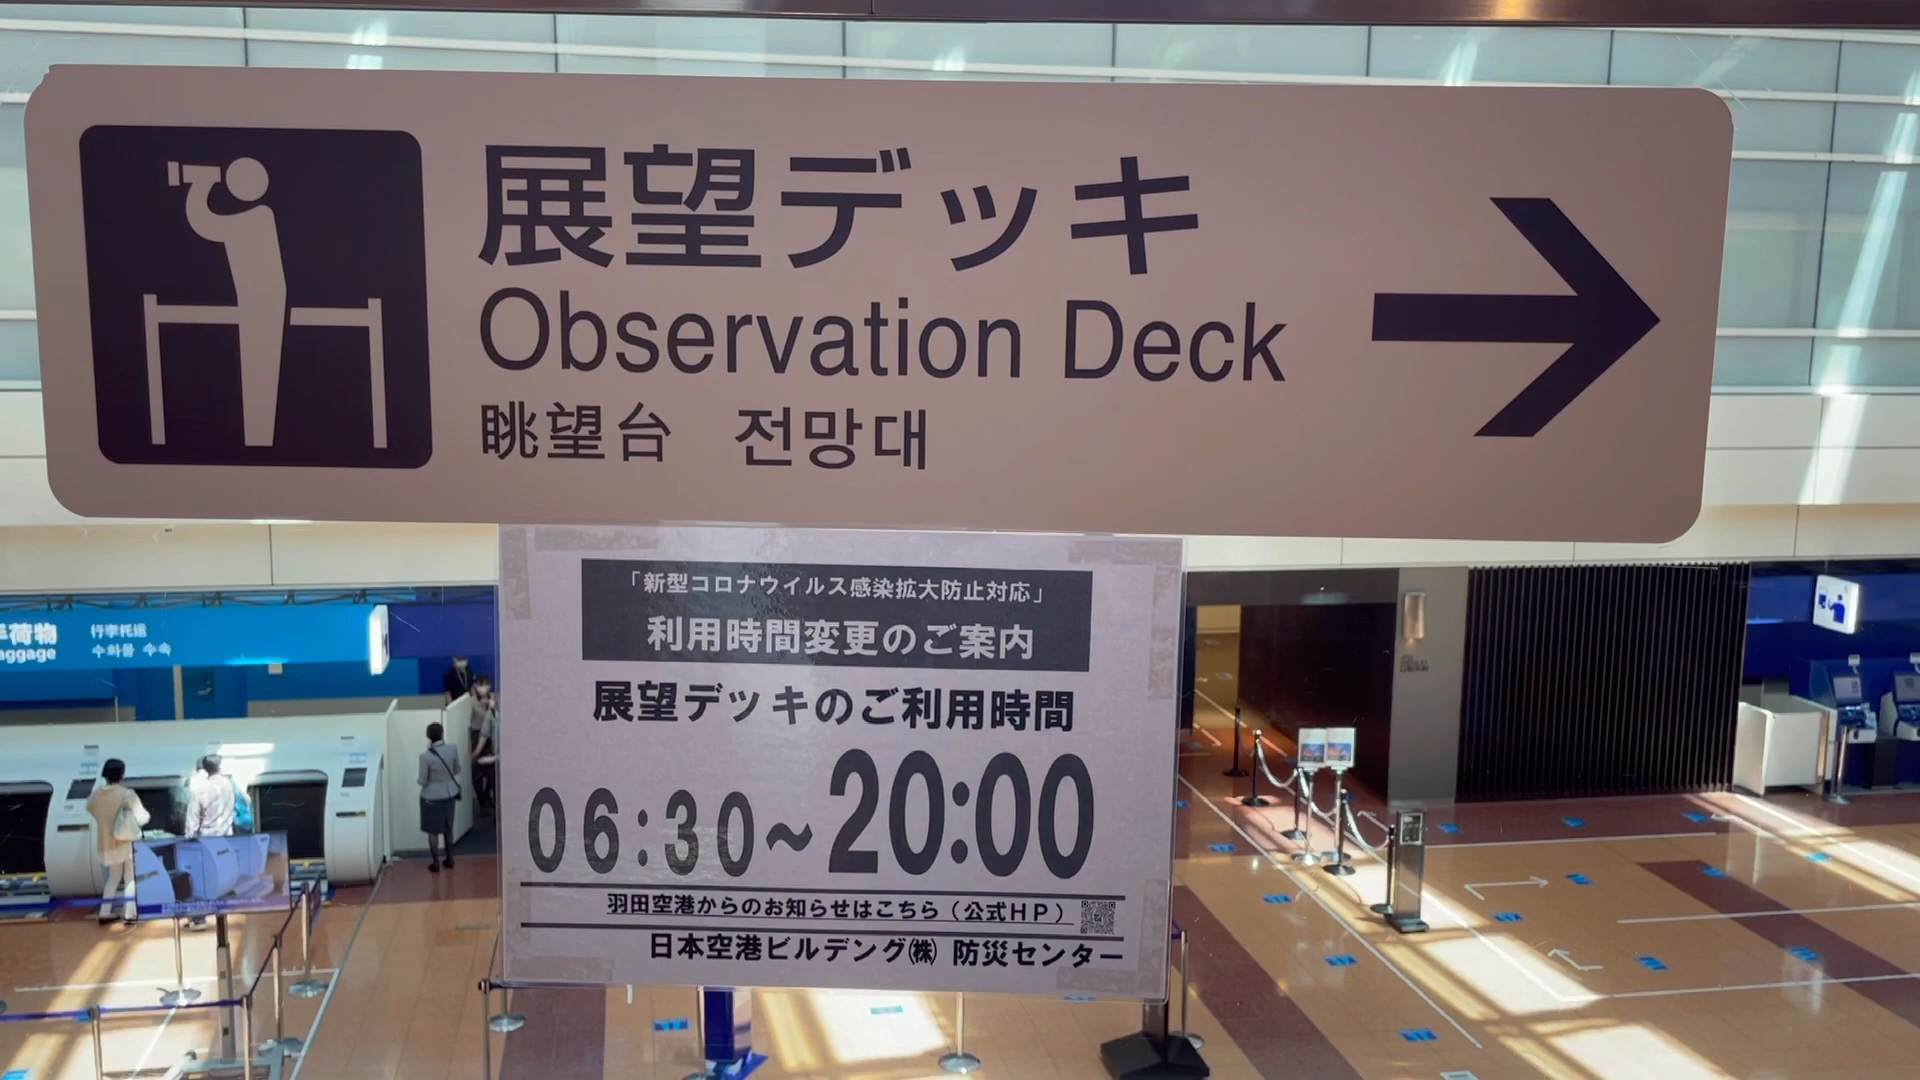 展望デッキ
Observation Deck
眺望台 전망대
「新型コロナウイルス感染拡大防止対応」
利用時間変更のご案内
展望デッキのご利用時間
06:30~20:00
羽田空港からのお知らせはこちら（公式HP）
日本空港ビルデング㈱ 防災センター
手荷物 行李托运
aggage 수화물 수속